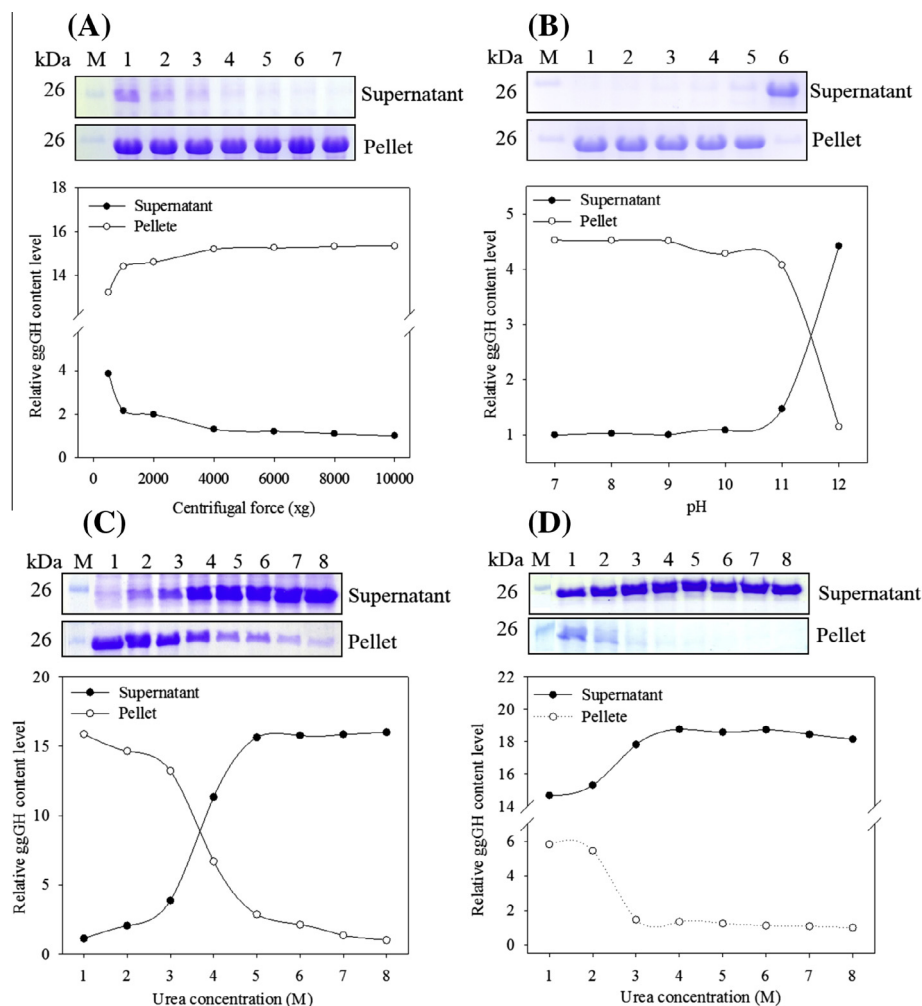 (A)
kDa M 1 2 3 4 5 6 7
26 Supernatant
26 Pellet
18
15
4
2
0
Supernatant
Pellete
Relative ggGH content level
0 2000 4000 6000 8000 10000
Centrifugal force (xg)
(B)
kDa M 1 2 3 4 5 6
26 Supernatant
26 Pellet
5
4
3
2
1
Supernatant
Pellet
Relative ggGH content level
7 8 9 10 11 12
pH
(C)
kDa M 1 2 3 4 5 6 7 8
26 Supernatant
26 Pellet
20
15
10
5
0
Supernatant
Pellet
Relative ggGH content level
1 2 3 4 5 6 7 8
Urea concentration (M)
(D)
kDa M 1 2 3 4 5 6 7 8
26 Supernatant
26 Pellet
22
20
18
16
14
6
4
2
0
Supernatant
Pellete
Relative ggGH content level
1 2 3 4 5 6 7 8
Urea concentration (M)